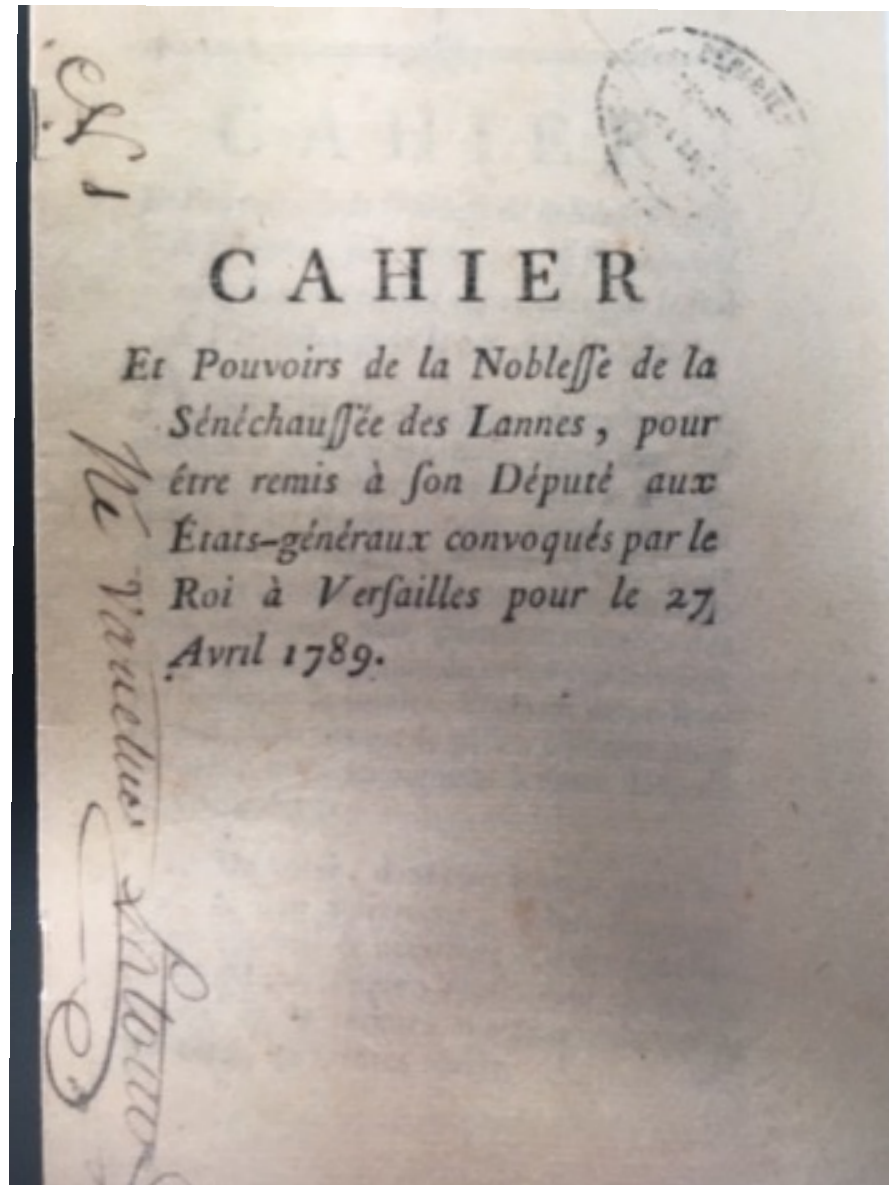 CAHIER
Et Pouvoirs de la Nobleſſe de la
Sénéchauſſée des Lannes, pour
être remis à ſon Député aux
États-généraux convoqués par le
Roi à Verſailles pour le 27
Avril 1789.